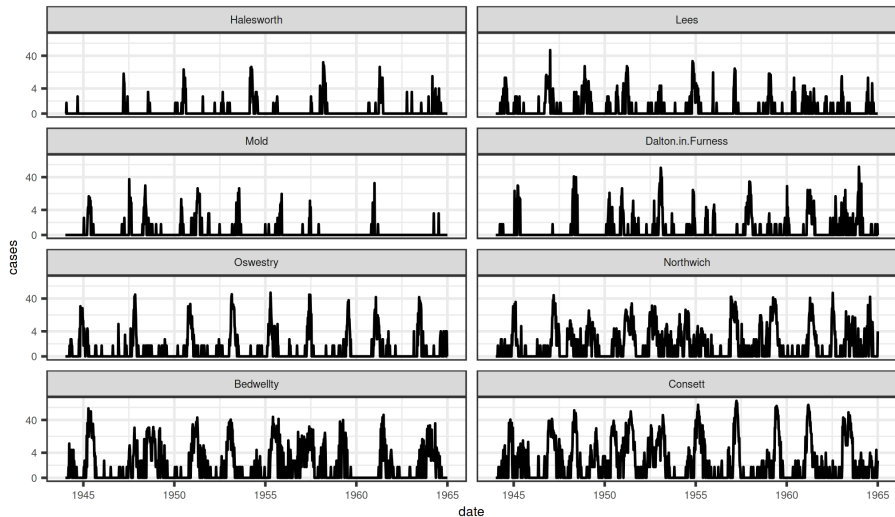 Halesworth
Lees
40
4
0
Mold
Dalton.in.Furness
40
4
0
cases
Oswestry
Northwich
40
4
0
Bedwellty
Consett
40
4
0
1945 1950 1955 1960 1965 1945 1950 1955 1960 1965
date